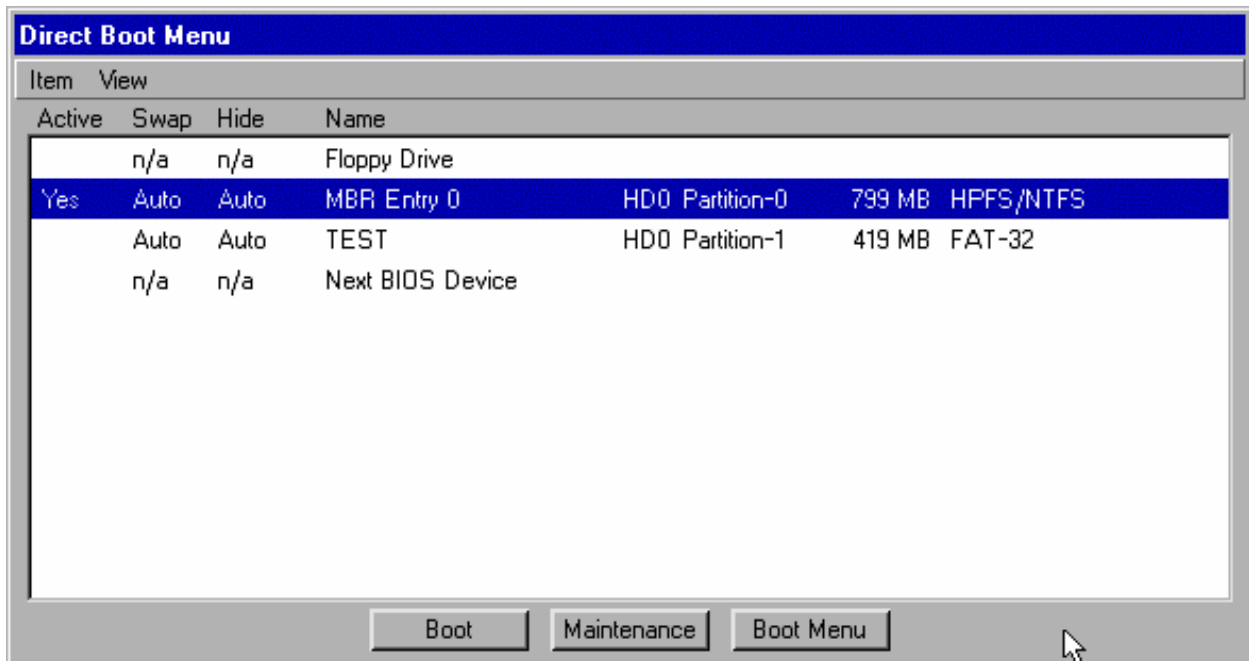 Direct Boot Menu
Item View
Active Swap Hide Name
n/a n/a Floppy Drive
Yes Auto Auto MBR Entry 0 HD0 Partition-0 799 MB HPFS/NTFS
Auto Auto TEST HD0 Partition-1 419 MB FAT-32
n/a n/a Next BIOS Device
Boot Maintenance Boot Menu